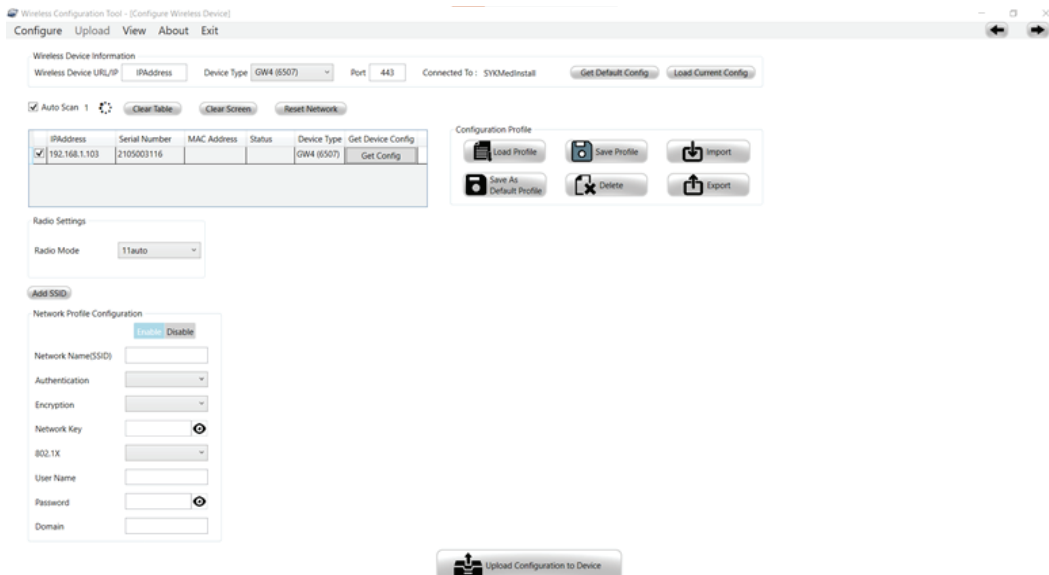 Wireless Configuration Tool - [Configure Wireless Device]
Configure Upload View About Exit
Wireless Device Information
Wireless Device URL/IP IPAddress Device Type GW4 (6507) Port 443 Connected To : SYKMedInstall Get Default Config Load Current Config
Auto Scan 1 Clear Table Clear Screen Reset Network
IPAddress Serial Number MAC Address Status Device Type Get Device Config
192.168.1.103 2105003116 GW4 (6507) Get Config
Configuration Profile
Load Profile Save Profile Import
Save As
Default Profile Delete Export
Radio Settings
Radio Mode 11auto
Add SSID
Network Profile Configuration
Enable Disable
Network Name(SSID)
Authentication
Encryption
Network Key
802.1X
User Name
Password
Domain
Upload Configuration to Device